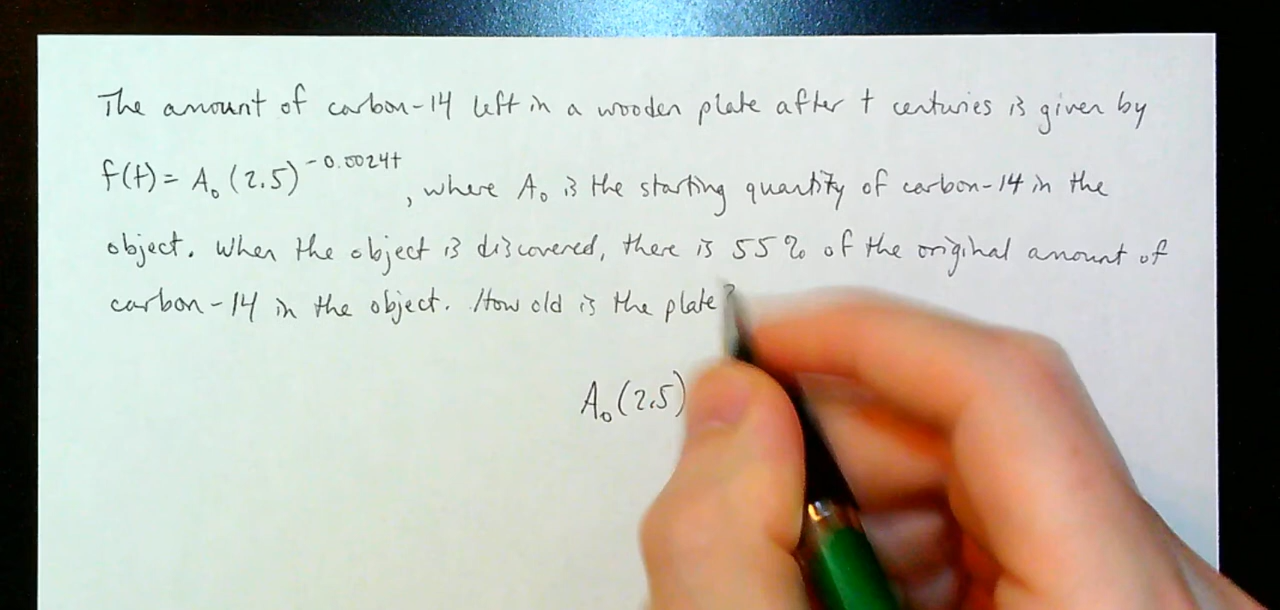 The amount of carbon-14 left in a wooden plate after t centuries is given by
f(t) = A₀ (2.5)^-0.0024t, where A₀ is the starting quantity of carbon-14 in the
object. When the object is discovered, there is 55% of the original amount of
carbon-14 in the object. How old is the plate?
A₀(2.5)